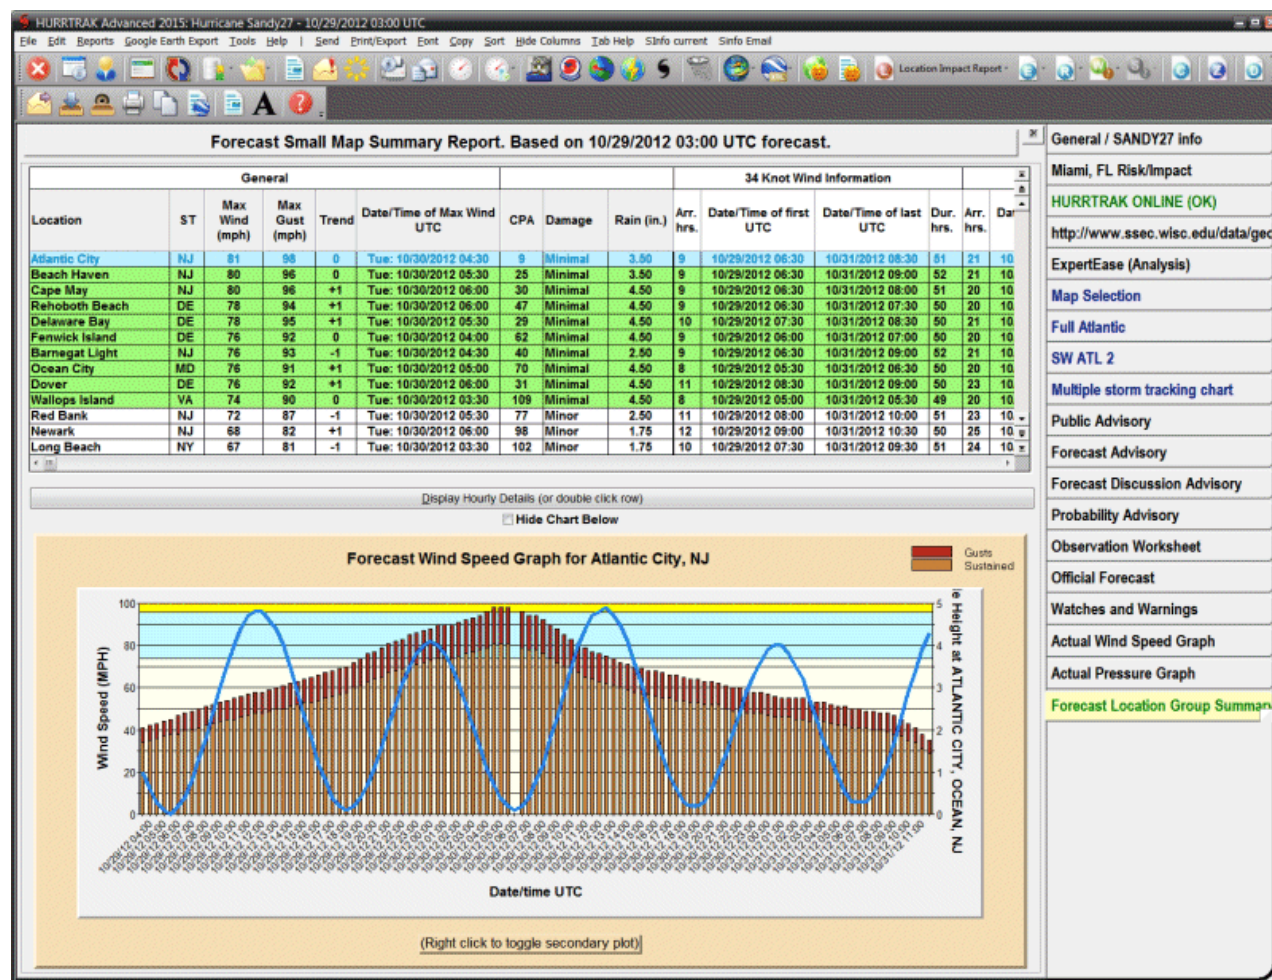 HURRTRAK Advanced 2015: Hurricane Sandy27 - 10/29/2012 03:00 UTC
File Edit Reports Google Earth Export Tools Help | Send Print/Export Font Copy Sort Hide Columns Tab Help SInfo current Sinfo Email
Location Impact Report
Forecast Small Map Summary Report. Based on 10/29/2012 03:00 UTC forecast.
General 34 Knot Wind Information
Location ST Max Wind (mph) Max Gust (mph) Trend Date/Time of Max Wind UTC CPA Damage Rain (in.) Arr. hrs. Date/Time of first UTC Date/Time of last UTC Dur. hrs. Arr. hrs.
Atlantic City NJ 81 98 0 Tue: 10/30/2012 04:30 9 Minimal 3.50 9 10/29/2012 06:30 10/31/2012 08:30 51 21 10
Beach Haven NJ 80 96 0 Tue: 10/30/2012 05:30 25 Minimal 3.50 9 10/29/2012 06:30 10/31/2012 09:00 52 21 10
Cape May NJ 80 96 +1 Tue: 10/30/2012 06:00 30 Minimal 4.50 9 10/29/2012 06:30 10/31/2012 08:00 51 20 10
Rehoboth Beach DE 78 94 +1 Tue: 10/30/2012 06:00 47 Minimal 4.50 9 10/29/2012 06:30 10/31/2012 07:30 50 20 10
Delaware Bay DE 78 95 +1 Tue: 10/30/2012 05:30 29 Minimal 4.50 10 10/29/2012 07:30 10/31/2012 08:30 50 21 10
Fenwick Island DE 76 92 0 Tue: 10/30/2012 04:00 62 Minimal 4.50 9 10/29/2012 06:00 10/31/2012 07:00 50 20 10
Barnegat Light NJ 76 93 -1 Tue: 10/30/2012 04:30 40 Minimal 2.50 9 10/29/2012 06:30 10/31/2012 09:00 52 21 10
Ocean City MD 76 91 +1 Tue: 10/30/2012 05:00 70 Minimal 4.50 8 10/29/2012 05:30 10/31/2012 06:30 50 20 10
Dover DE 76 92 +1 Tue: 10/30/2012 06:00 31 Minimal 4.50 11 10/29/2012 08:30 10/31/2012 09:00 50 23 10
Wallops Island VA 74 90 0 Tue: 10/30/2012 03:30 109 Minimal 4.50 8 10/29/2012 05:00 10/31/2012 05:30 49 20 10
Red Bank NJ 72 87 -1 Tue: 10/30/2012 05:30 77 Minor 2.50 11 10/29/2012 08:00 10/31/2012 10:00 51 23 10
Newark NJ 68 82 +1 Tue: 10/30/2012 06:00 98 Minor 1.75 12 10/29/2012 09:00 10/31/2012 10:30 50 25 10
Long Beach NY 67 81 -1 Tue: 10/30/2012 03:30 102 Minor 1.75 10 10/29/2012 07:30 10/31/2012 09:30 51 24 10
Display Hourly Details (or double click row)
Hide Chart Below
Forecast Wind Speed Graph for Atlantic City, NJ
Gusts
Sustained
Wind Speed (MPH)
100
80
60
40
20
0
5
4
3
2
1
0
le Height at ATLANTIC CITY, OCEAN, NJ
Date/time UTC
(Right click to toggle secondary plot)
General / SANDY27 info
Miami, FL Risk/Impact
HURRTRAK ONLINE (OK)
http://www.ssec.wisc.edu/data/geo
ExpertEase (Analysis)
Map Selection
Full Atlantic
SW ATL 2
Multiple storm tracking chart
Public Advisory
Forecast Advisory
Forecast Discussion Advisory
Probability Advisory
Observation Worksheet
Official Forecast
Watches and Warnings
Actual Wind Speed Graph
Actual Pressure Graph
Forecast Location Group Summary